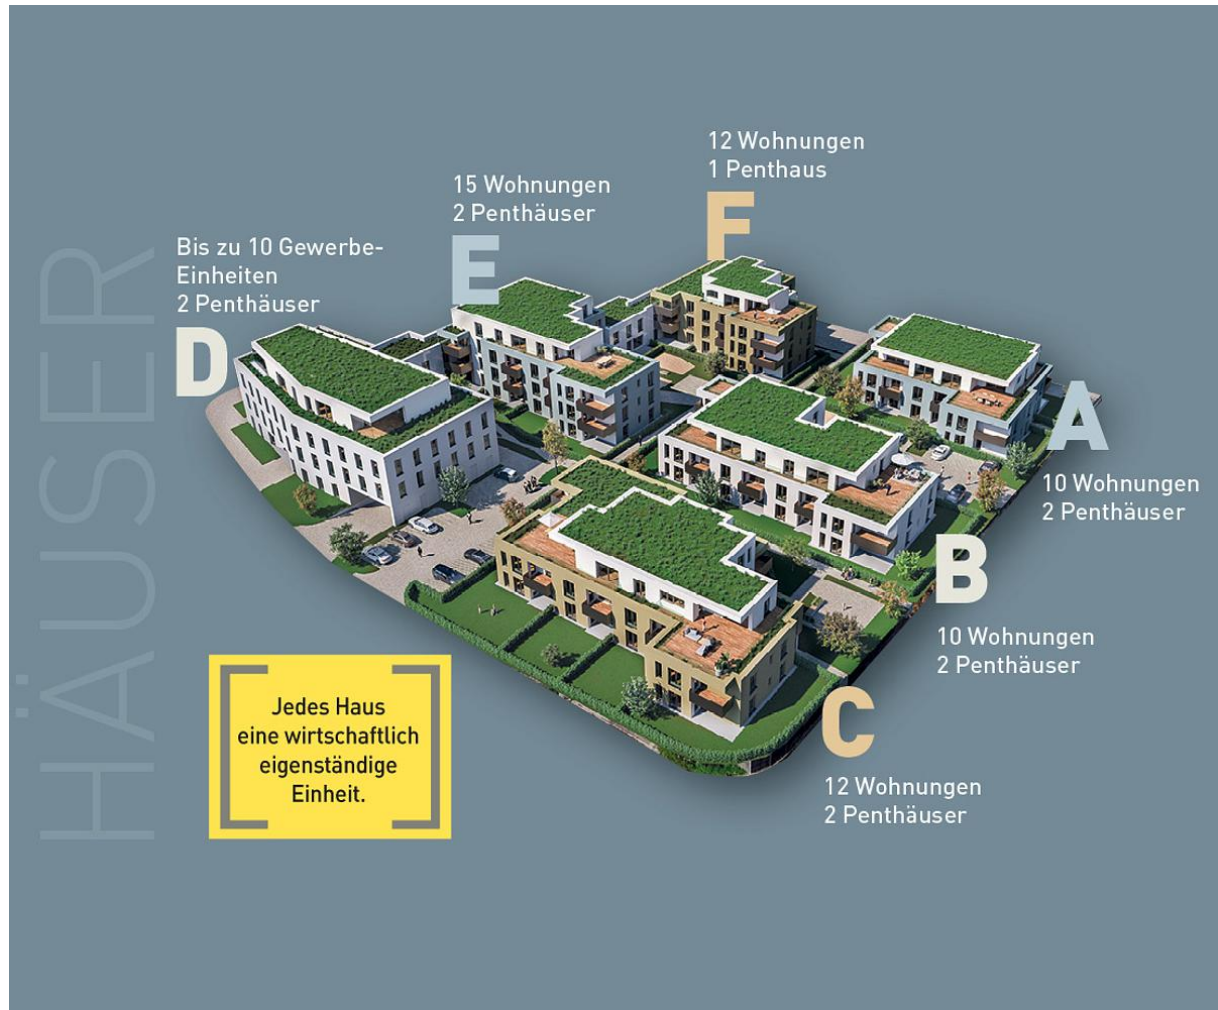 HÄUSER
Bis zu 10 Gewerbe-
Einheiten
2 Penthäuser
D
15 Wohnungen
2 Penthäuser
E
12 Wohnungen
1 Penthaus
F
A
10 Wohnungen
2 Penthäuser
B
10 Wohnungen
2 Penthäuser
C
12 Wohnungen
2 Penthäuser
Jedes Haus
eine wirtschaftlich
eigenständige
Einheit.